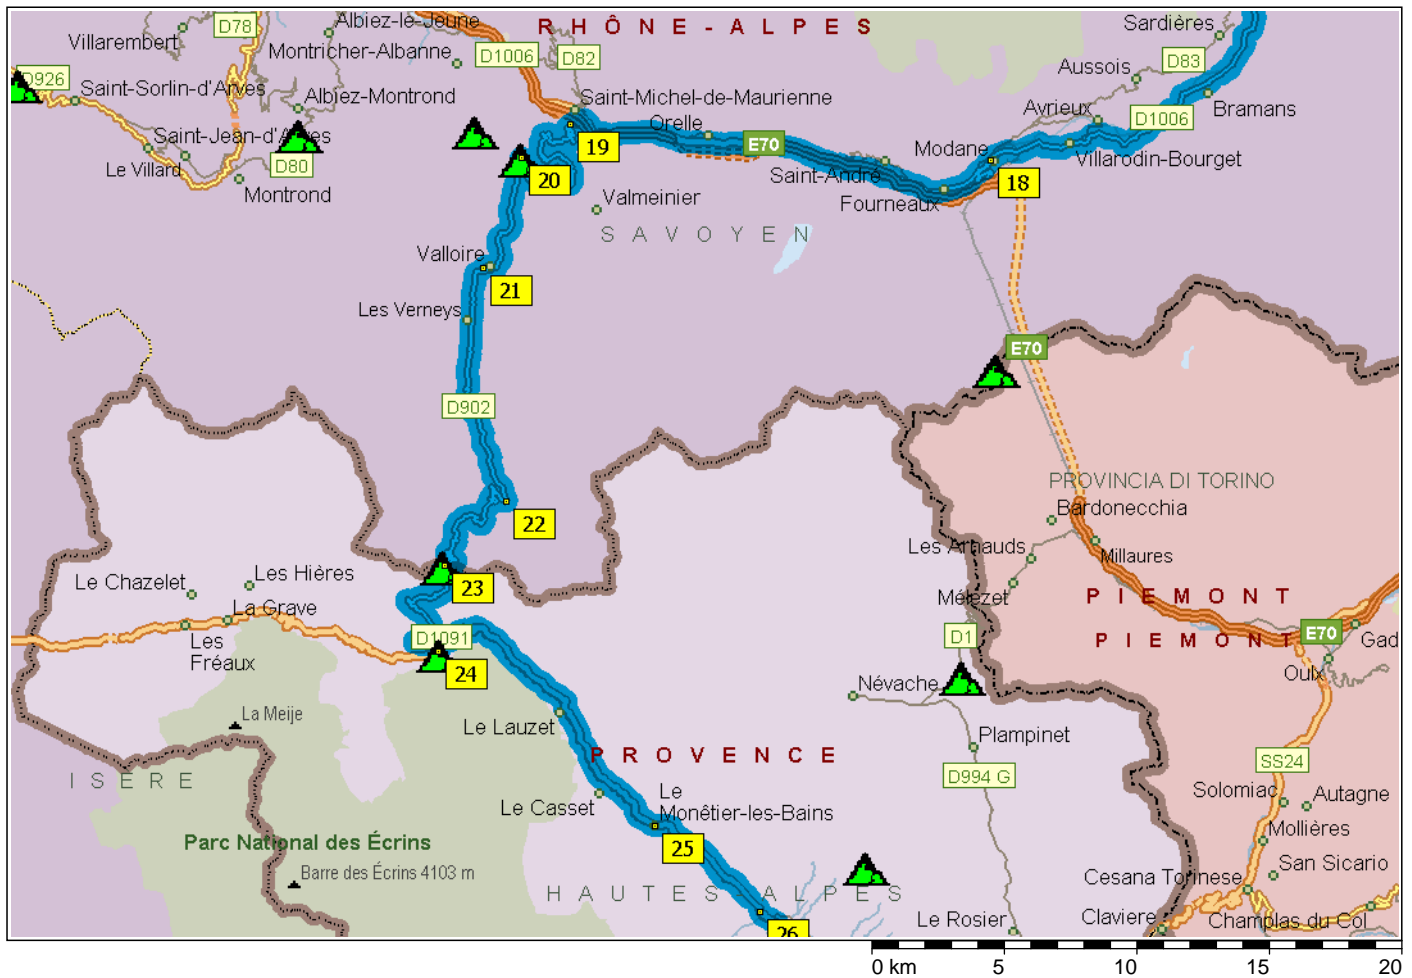 RHÔNE-ALPES
Albiez-le-Jeune
D78
Sardières
Villarembert
Montricher-Albanne
D1006
D82
D83
Aussois
D926
Saint-Sorlin-d'Arves
Albiez-Montrond
Saint-Michel-de-Maurienne
Avrieux
Bramans
D1006
Orelle
Saint-Jean-d'Arves
E70
19
Modane
Villarodin-Bourget
Le Villard
D80
20
Saint-André
18
Montrond
Valmeinier
Fourneaux
SAVOYEN
Valloire
21
Les Verneys
E70
D902
PROVINCIA DI TORINO
Bardonecchia
22
Les Arnauds
Millaures
Le Chazelet
Les Hières
23
Mélezet
PIEMONT
La Grave
D1091
D1
E70
PIEMONT
Gad
Les
Fréaux
24
Oulx
Névache
La Meije
Le Lauzet
Plampinet
PROVENCE
ISERE
D994 G
SS24
Le Casset
Le
Monêtier-les-Bains
Solomiac
Autagne
Mollières
Parc National des Écrins
25
San Sicario
Barre des Écrins 4103 m
Cesana Torinese
HAUTES-ALPES
Le Rosier
Claviere
Champlas du Col
26
0 km
5
10
15
20